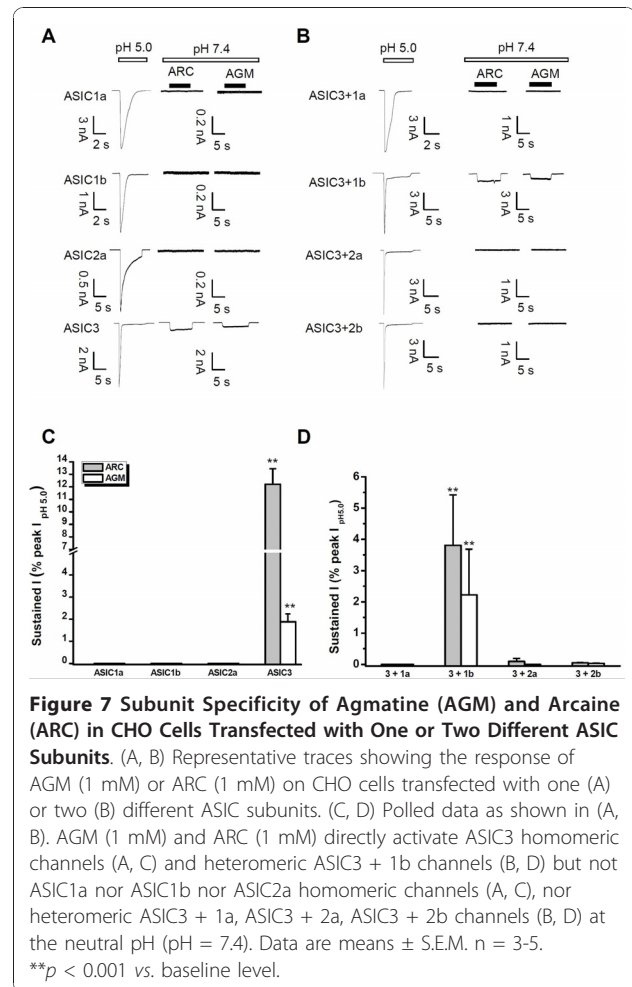 A
B
pH 5.0
pH 7.4
pH 5.0
pH 7.4
ARC
AGM
ARC
AGM
ASIC1a
3 nA
2 s
0.2 nA
5 s
ASIC3+1a
3 nA
2 s
1 nA
5 s
ASIC1b
1 nA
2 s
0.2 nA
5 s
ASIC3+1b
3 nA
5 s
3 nA
5 s
ASIC2a
0.5 nA
5 s
0.2 nA
5 s
ASIC3+2a
3 nA
5 s
1 nA
5 s
ASIC3
2 nA
5 s
2 nA
5 s
ASIC3+2b
3 nA
5 s
1 nA
5 s
C
Sustained I (% peak I pH 5.0)
14
13
12
11
10
9
8
7
4
3
2
1
0
ARC
AGM
**
**
ASIC1a
ASIC1b
ASIC2a
ASIC3
D
Sustained I (% peak I pH5.0)
6
5
4
3
2
1
0
**
**
3 + 1a
3 + 1b
3 + 2a
3 + 2b
Figure 7 Subunit Specificity of Agmatine (AGM) and Arcaine
(ARC) in CHO Cells Transfected with One or Two Different ASIC
Subunits. (A, B) Representative traces showing the response of
AGM (1 mM) or ARC (1 mM) on CHO cells transfected with one (A)
or two (B) different ASIC subunits. (C, D) Polled data as shown in (A,
B). AGM (1 mM) and ARC (1 mM) directly activate ASIC3 homomeric
channels (A, C) and heteromeric ASIC3 + 1b channels (B, D) but not
ASIC1a nor ASIC1b nor ASIC2a homomeric channels (A, C), nor
heteromeric ASIC3 + 1a, ASIC3 + 2a, ASIC3 + 2b channels (B, D) at
the neutral pH (pH = 7.4). Data are means ± S.E.M. n = 3-5.
**p < 0.001 vs. baseline level.